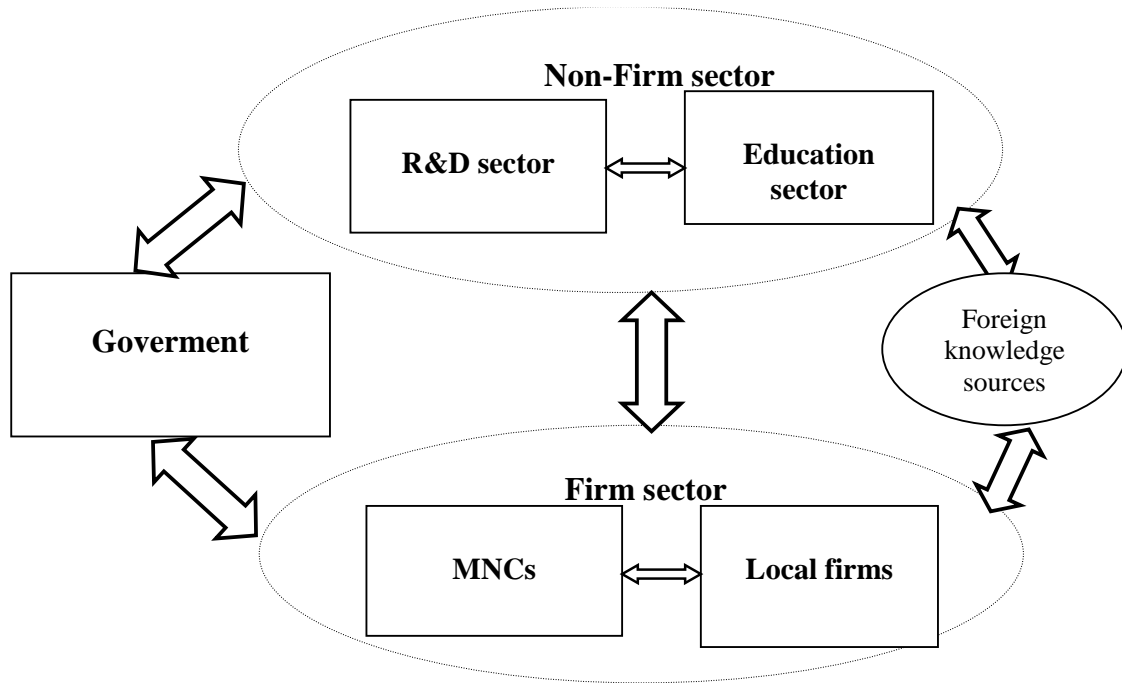 Non-Firm sector
R&D sector
Education
sector
Goverment
Foreign
knowledge
sources
Firm sector
MNCs
Local firms